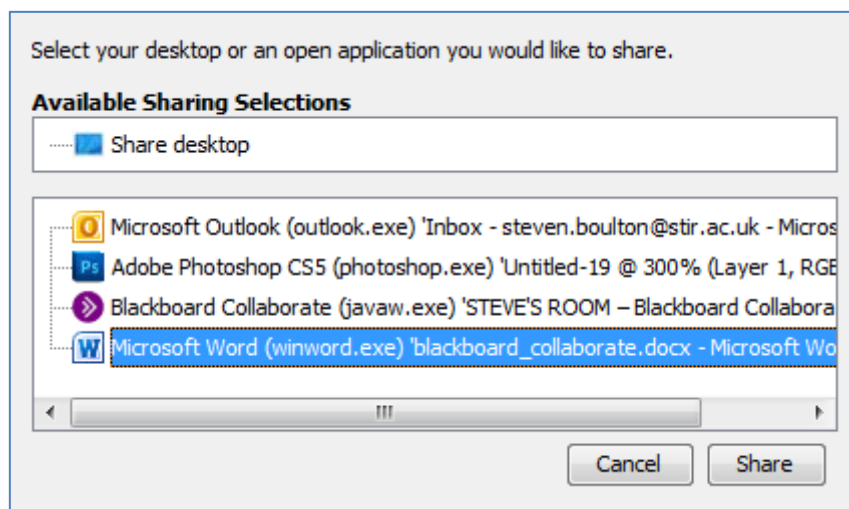 Select your desktop or an open application you would like to share.
Available Sharing Selections
Share desktop
Microsoft Outlook (outlook.exe) 'Inbox - steven.boulton@stir.ac.uk - Micros
Ps Adobe Photoshop CS5 (photoshop.exe) 'Untitled-19 @ 300% (Layer 1, RGB
Blackboard Collaborate (javaw.exe) 'STEVE'S ROOM – Blackboard Collabora
W Microsoft Word (winword.exe) 'blackboard_collaborate.docx - Microsoft Wo
Cancel Share